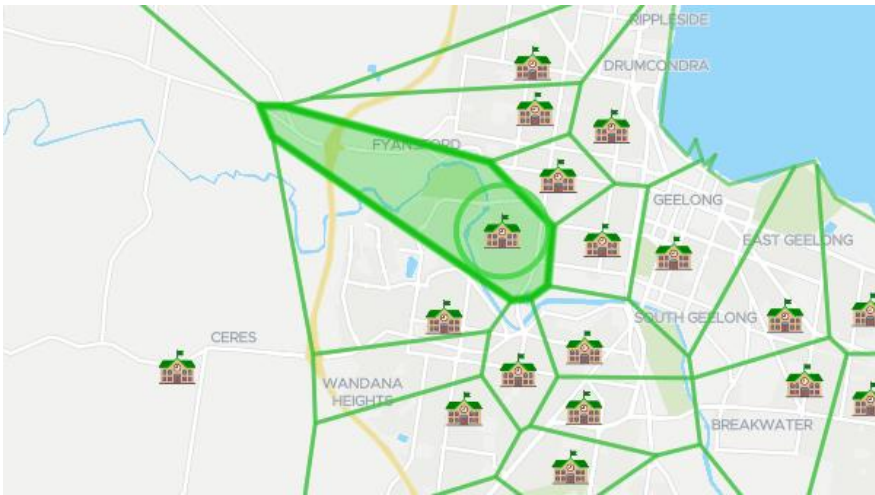 RIPPLESIDE
DRUMCONDRA
FYANSFORD
GEELONG
EAST GEELONG
SOUTH GEELONG
CERES
WANDANA
HEIGHTS
BREAKWATER